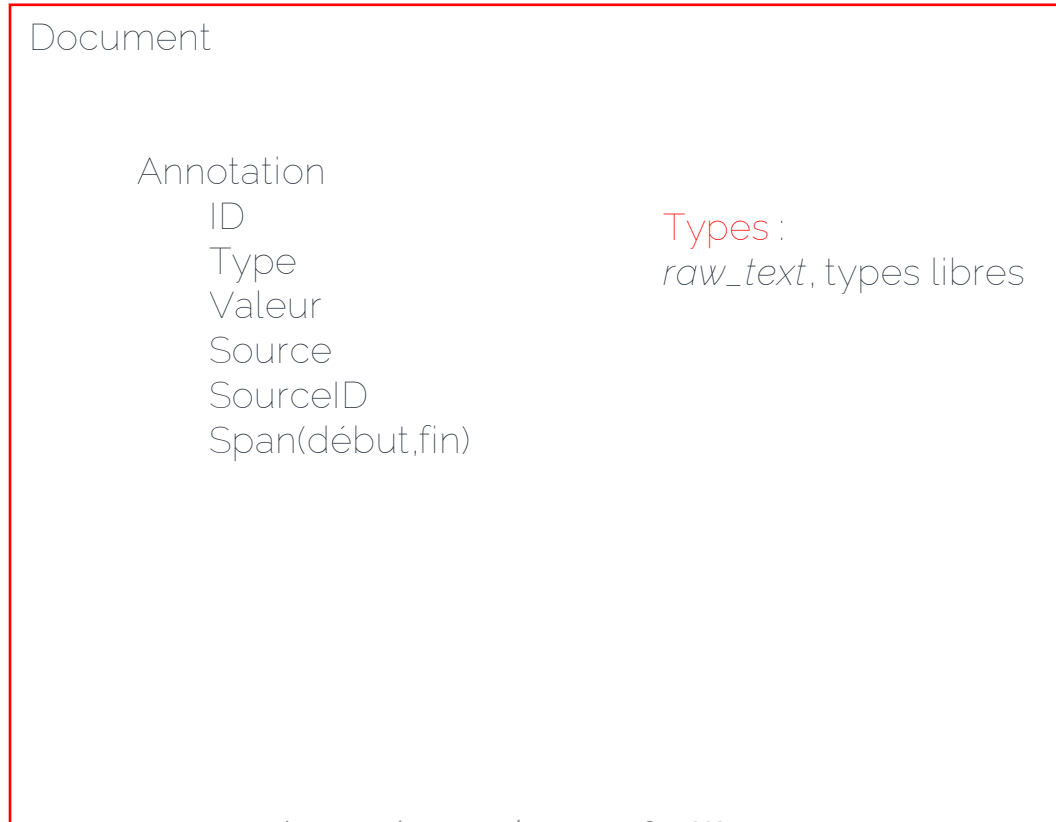 Document
Annotation
ID
Type
Valeur
Source
SourceID
Span(début,fin)
Types :
raw_text, types libres